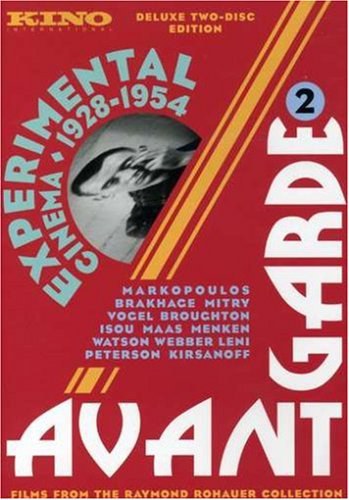 KINO
INTERNATIONAL
DELUXE TWO-DISC
EDITION
EXPERIMENTAL
CINEMA • 1928-1954
2
MARKOPOULOS
BRAKHAGE MITRY
VOGEL BROUGHTON
ISOU MAAS MENKEN
WATSON WEBBER LENI
PETERSON KIRSANOFF
AVANT
GARDE
FILMS FROM THE RAYMOND ROHAUER COLLECTION